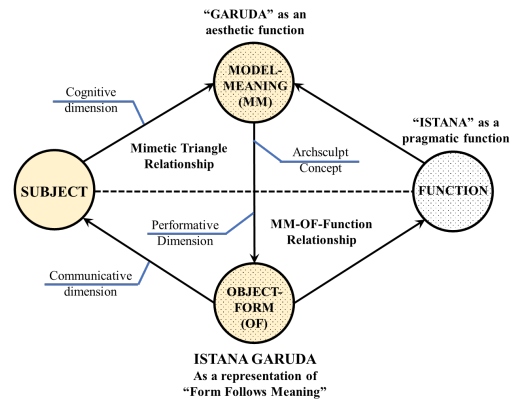 “GARUDA” as an
aesthetic function
MODEL-
MEANING
(MM)
Cognitive
dimension
“ISTANA” as a
pragmatic function
Mimetic Triangle
Relationship
Archsculpt
Concept
SUBJECT
FUNCTION
Performative
Dimension
MM-OF-Function
Relationship
Communicative
dimension
OBJECT-
FORM
(OF)
ISTANA GARUDA
As a representation of
“Form Follows Meaning”